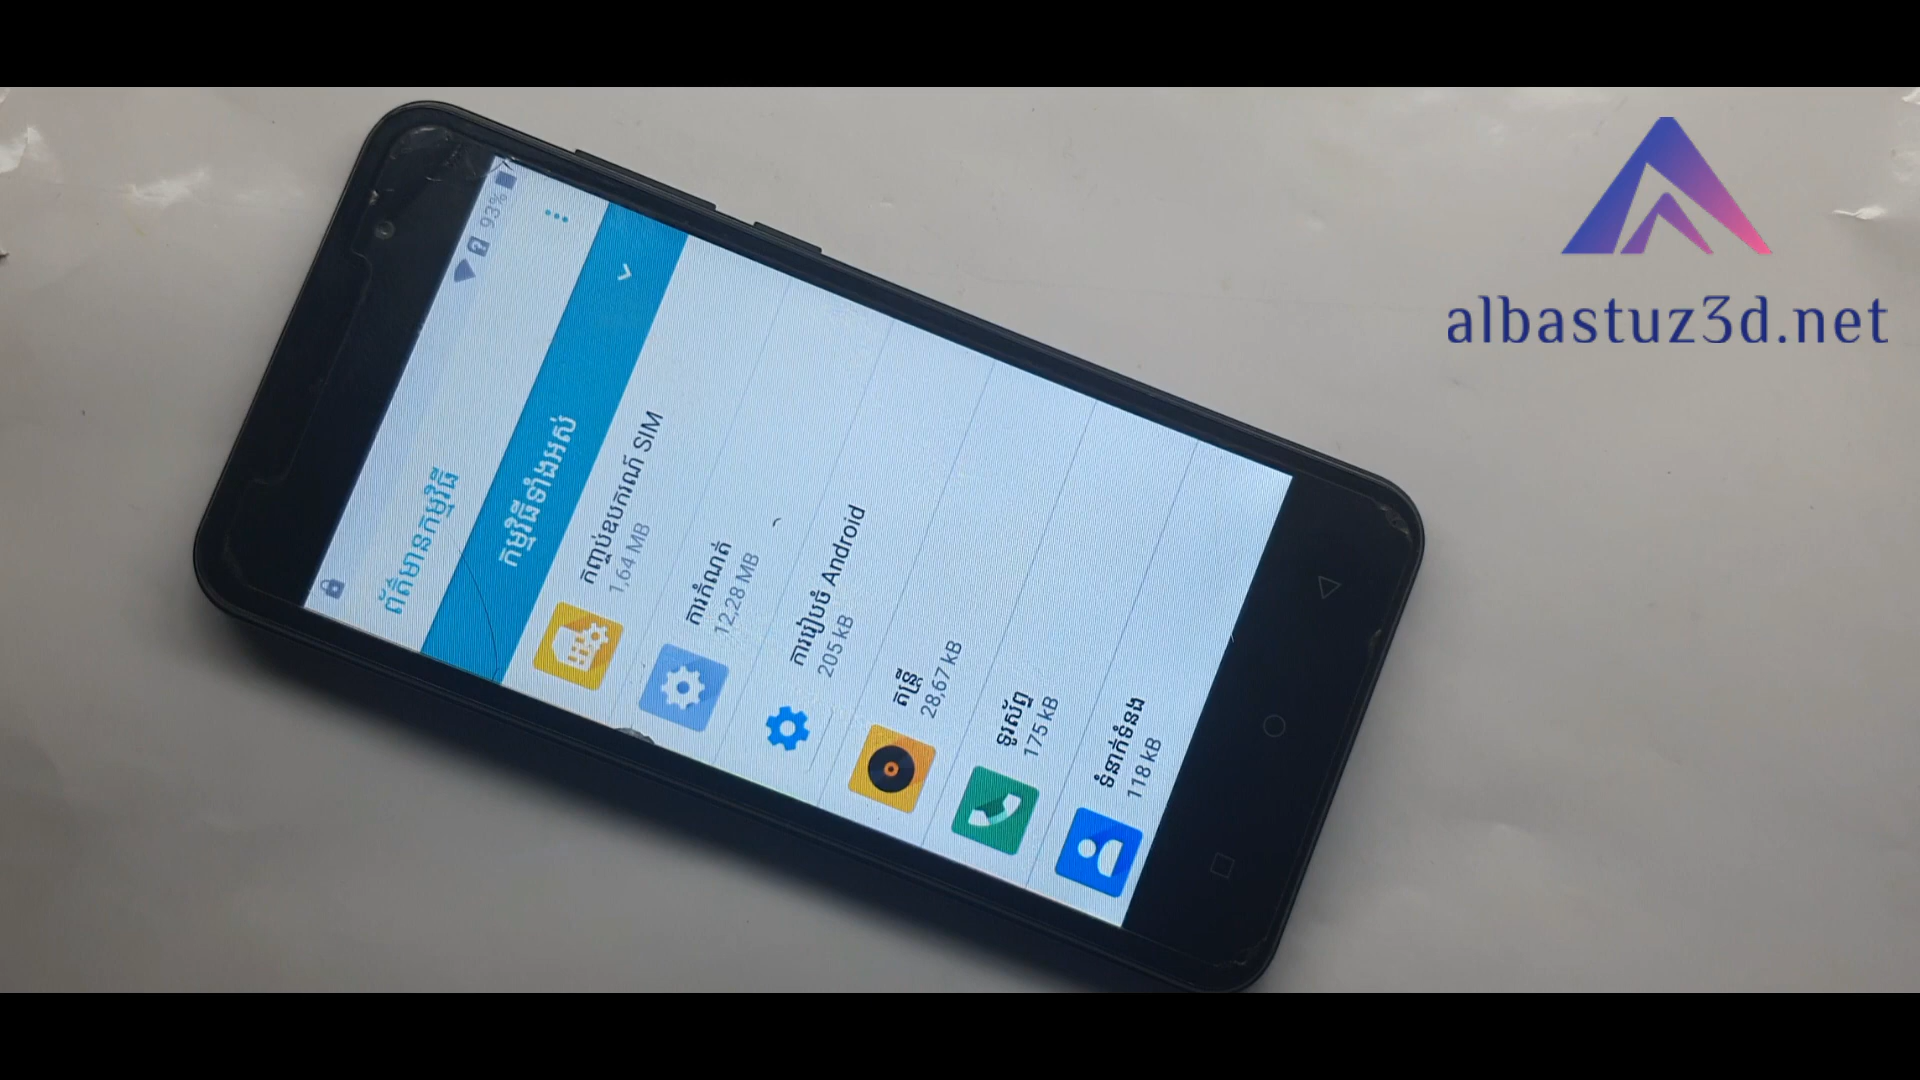 93%
ព័ត៌មានកម្មវិធី
កម្មវិធីទាំងអស់
កញ្ចប់ឧបករណ៍ SIM
1,64 MB
ការកំណត់
12,28 MB
ការរៀបចំ Android
205 kB
តន្ត្រី
28,67 kB
ទូរស័ព្ទ
175 kB
ទំនាក់ទំនង
118 kB
albastuz3d.net